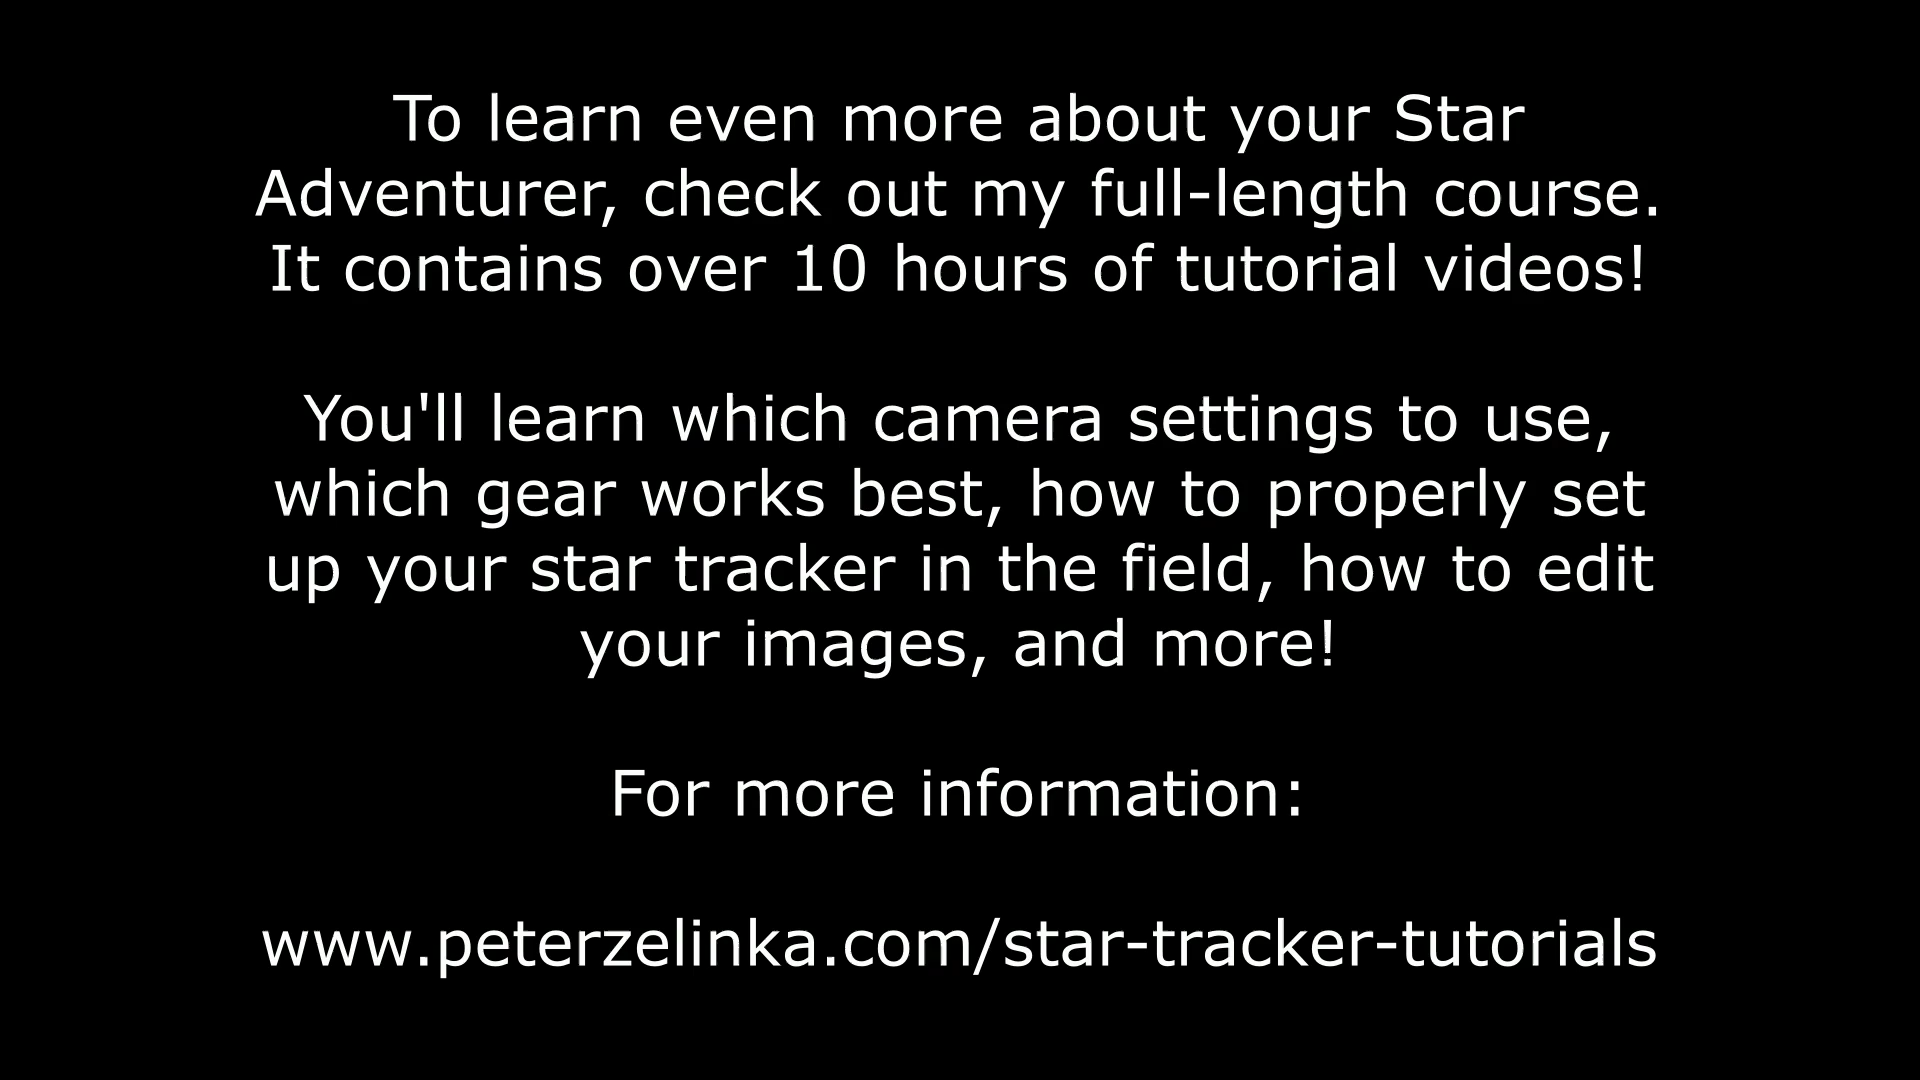 To learn even more about your Star
Adventurer, check out my full-length course.
It contains over 10 hours of tutorial videos!
You'll learn which camera settings to use,
which gear works best, how to properly set
up your star tracker in the field, how to edit
your images, and more!
For more information:
www.peterzelinka.com/star-tracker-tutorials